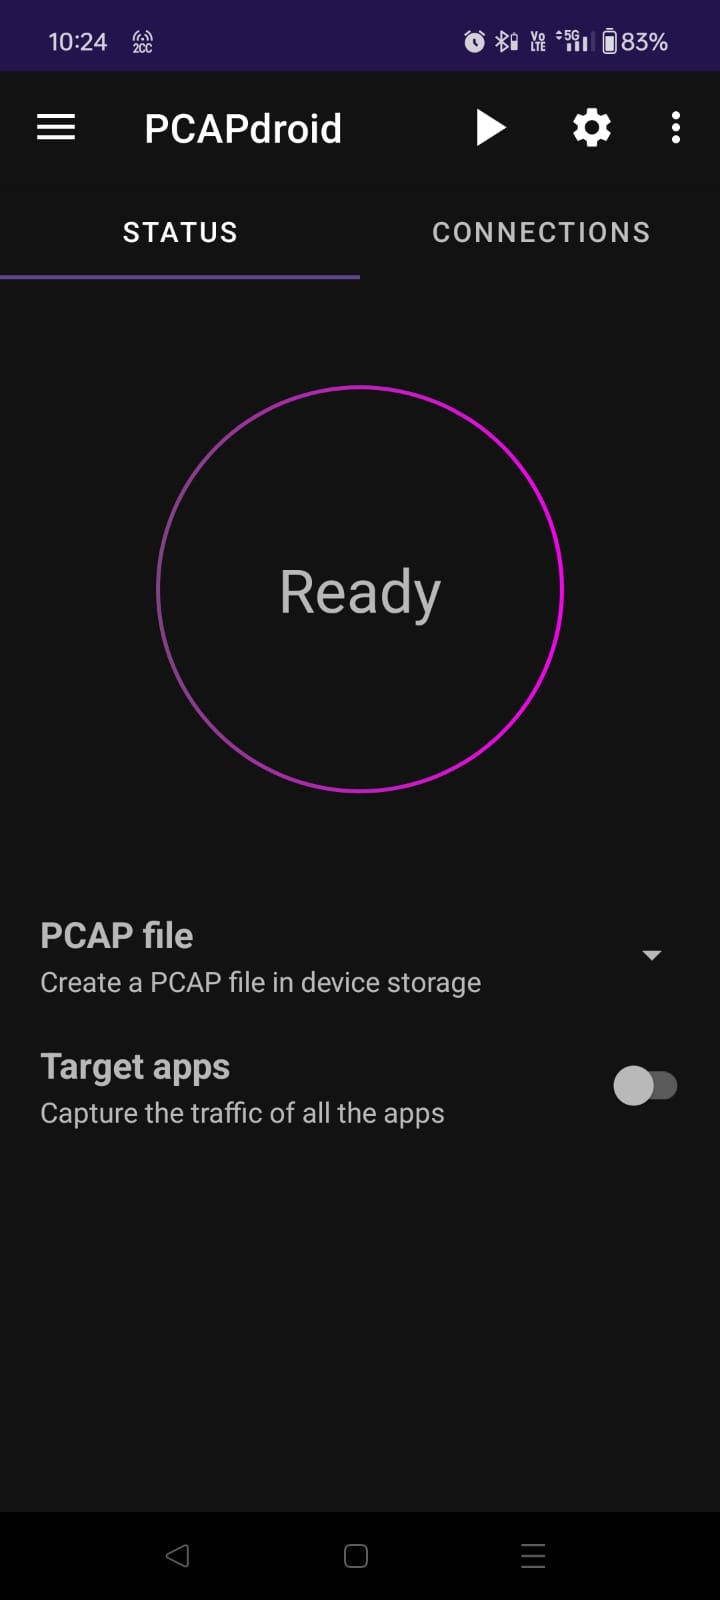 10:24 2CC Vo LTE 5G 83%
PCAPdroid
STATUS CONNECTIONS
Ready
PCAP file
Create a PCAP file in device storage
Target apps
Capture the traffic of all the apps